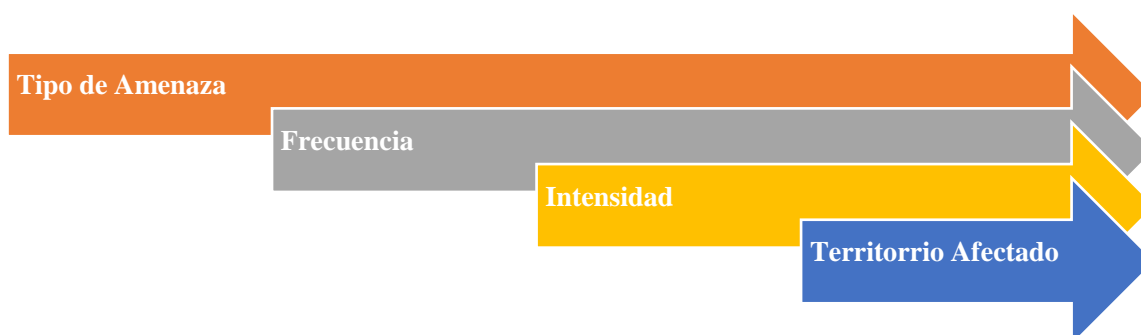 Tipo de Amenaza
Frecuencia
Intensidad
Territorrio Afectado